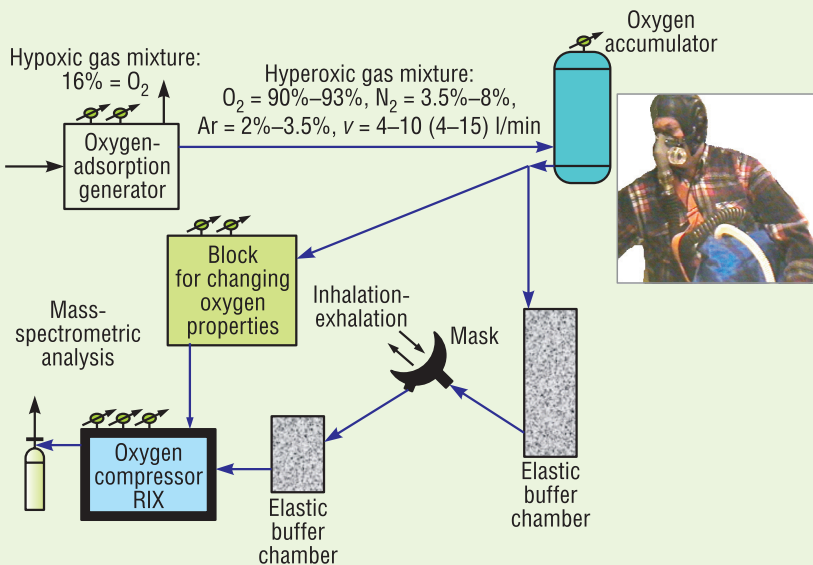 Hypoxic gas mixture:
16% = O₂
Oxygen-
adsorption
generator
Hyperoxic gas mixture:
O₂ = 90%–93%, N₂ = 3.5%–8%,
Ar = 2%–3.5%, v = 4–10 (4–15) l/min
Oxygen
accumulator
Block
for changing
oxygen
properties
Inhalation-
exhalation
Mask
Mass-
spectrometric
analysis
Oxygen
compressor
RIX
Elastic
buffer
chamber
Elastic
buffer
chamber